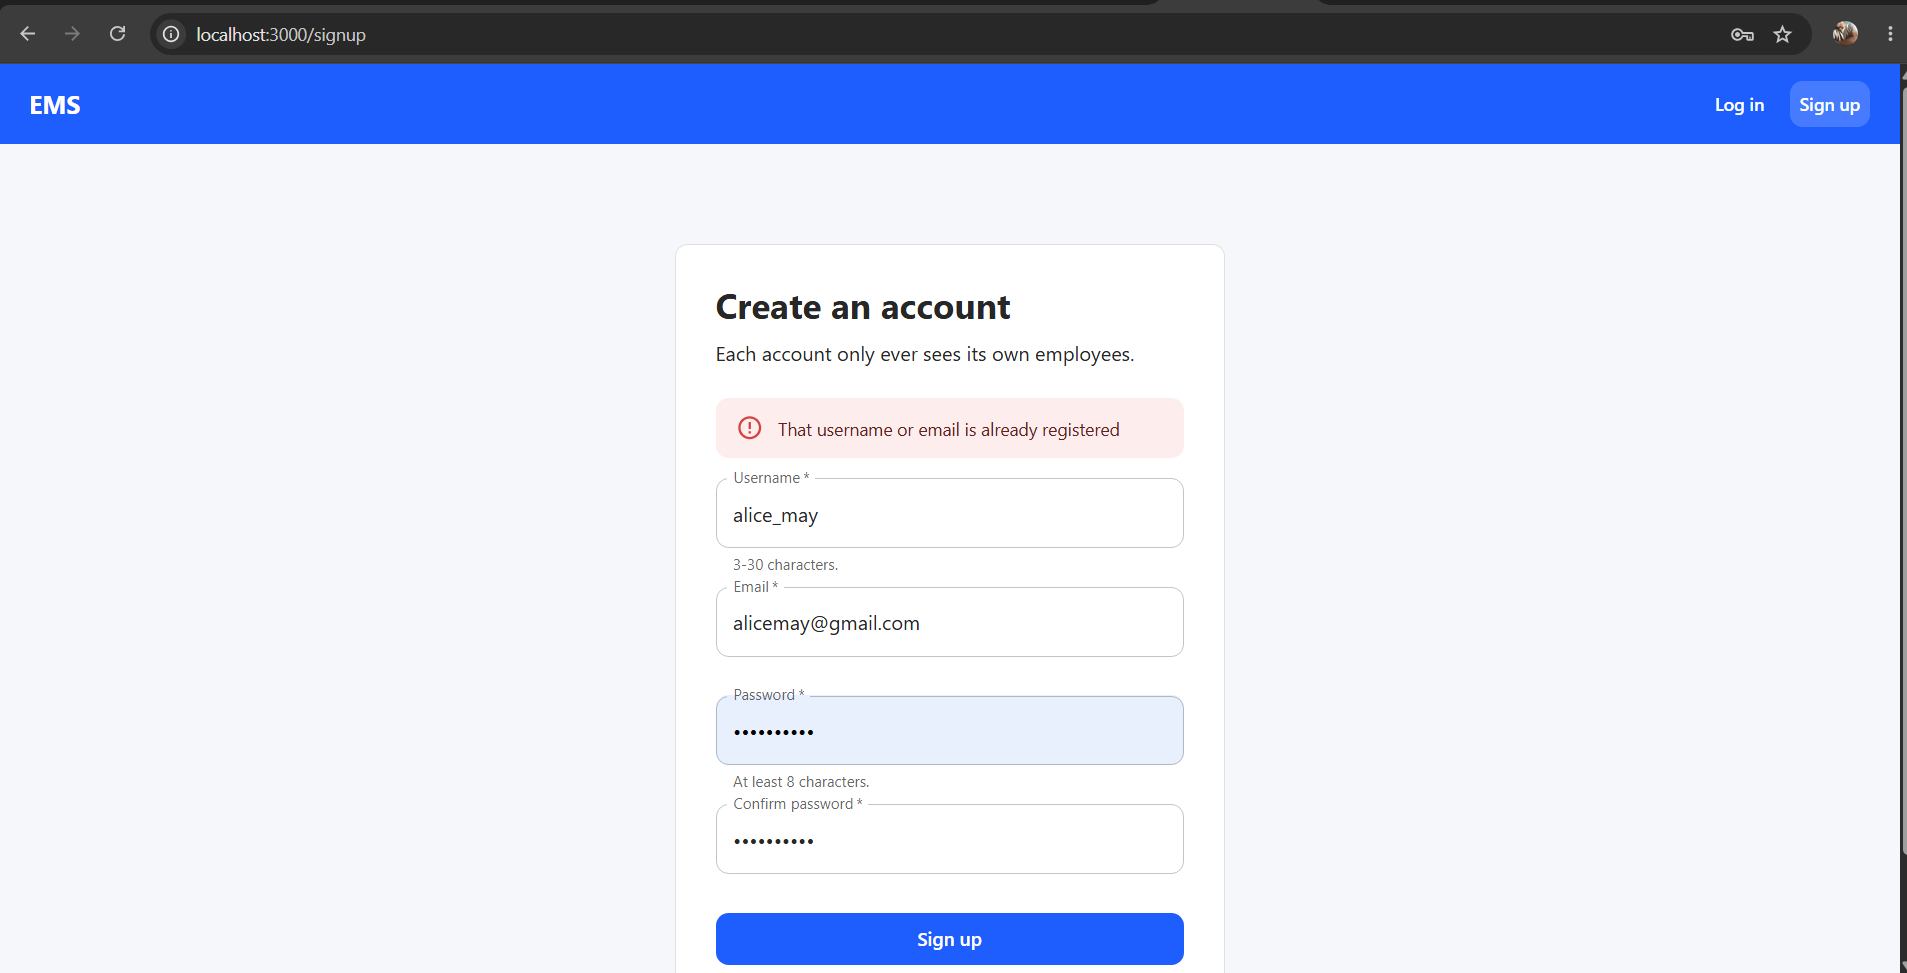 localhost:3000/signup
EMS
Log in
Sign up
Create an account
Each account only ever sees its own employees.
That username or email is already registered
Username *
alice_may
3-30 characters.
Email *
alicemay@gmail.com
Password *
••••••••••
At least 8 characters.
Confirm password *
••••••••••
Sign up